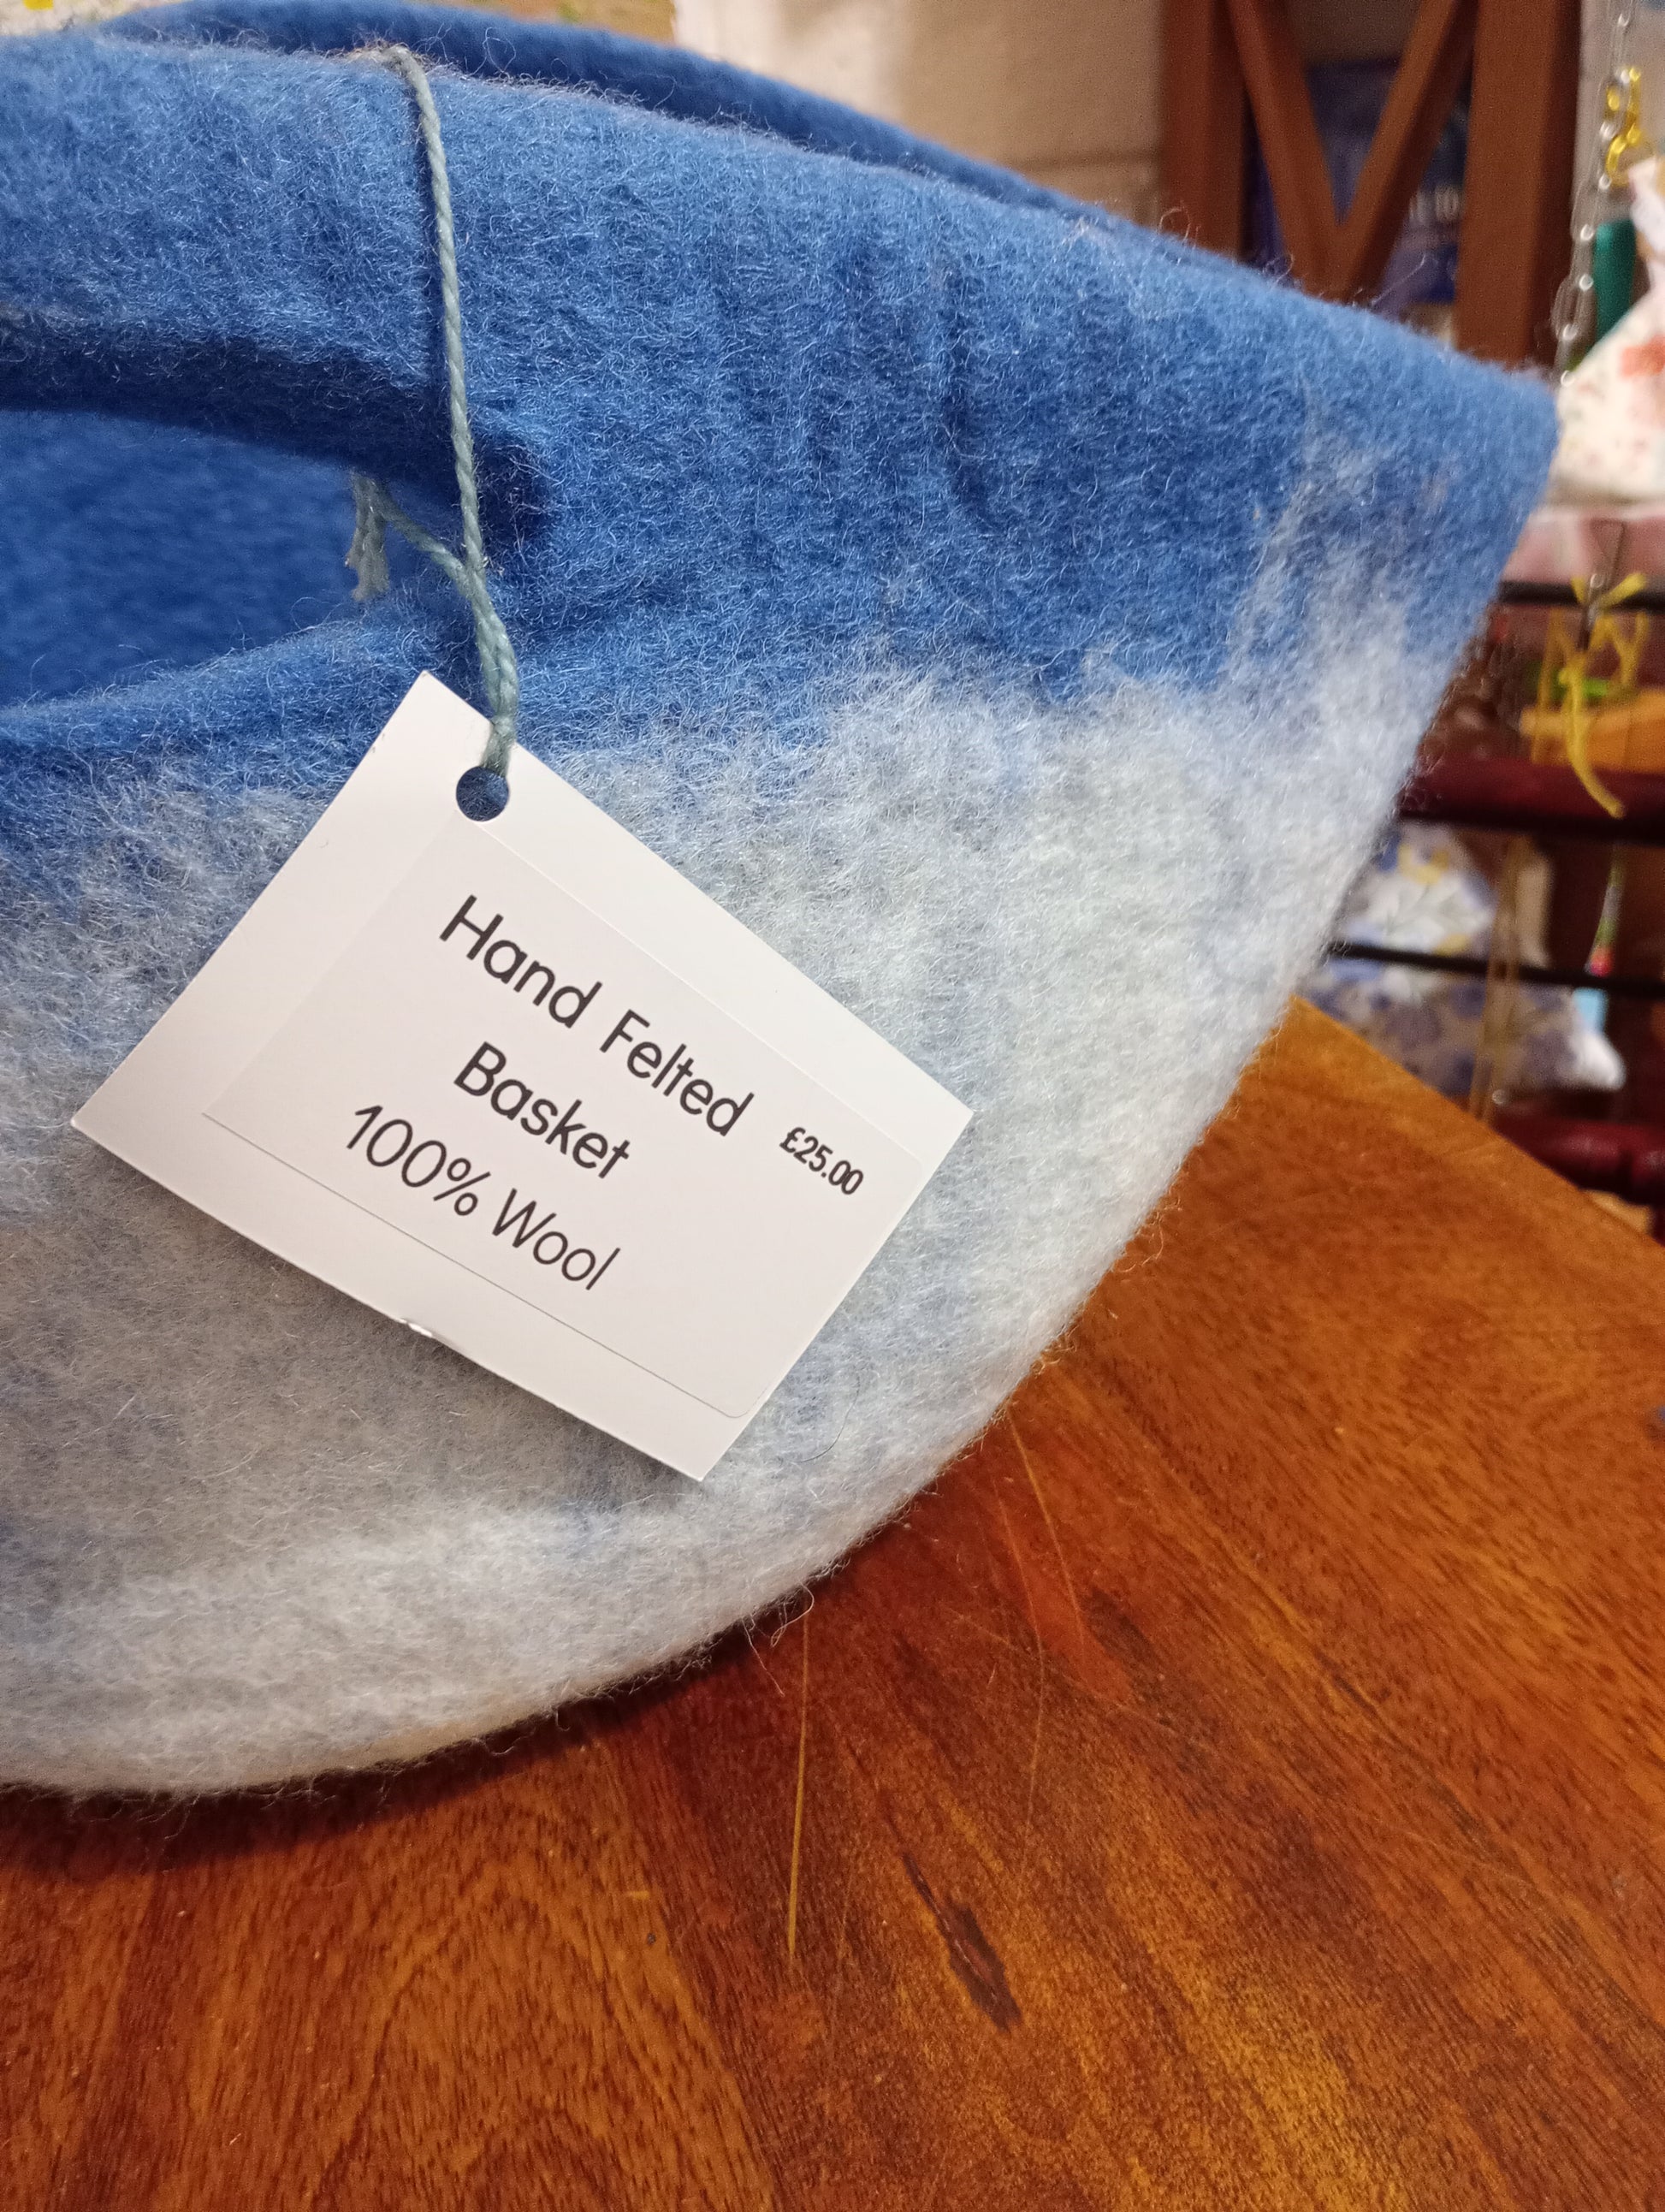 Hand Felted
Basket
100% Wool
£25.00